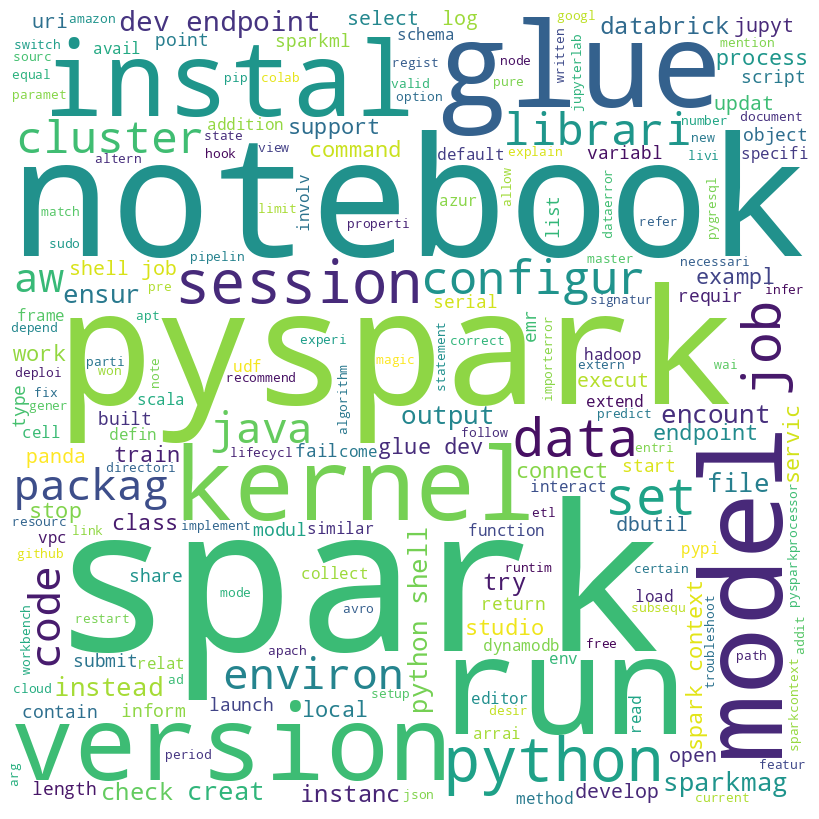 uri amazon dev endpoint select log googl databrick jupyt
switch avail point sparkml schema written jupyterlab mention
sourc instal regist glue node process
equal pip colab valid pure script
paramet option updat
cluster addition support librari number document
state command default explain variabl new object
altern hook view notebook allow livi specifi
match involv limit properti azur list dataerror refer pygresql
sudo pipelin master necessari
aw shell job session configur exampl
ensur pre serial signatur requir infer
frame apt pyspark emr
depend experi magic statement correct importerror hadoop extern wai job
work parti udf execut
deploi won note recommend algorithm extend predict
fix scala java output data encount
type gener built
cell defin follow endpoint servic
panda train lifecycl failcome glue dev connect start entri
directori kernel interact
packag set file model
resourc stop class implement modul similar function etl dbutil
vpc link pypi
github code share mode collect python shell runtim try certain pysparkprocessor
spark return load subsequ
restart avro studio spark context troubleshoot addit
workbench submit relat apach dynamodb free path
cloud ad environ env run
instead setup editor read sparkcontext
contain inform launch local desir
version period arrai python open
arg sparkmag featur
length check creat instanc json method develop current